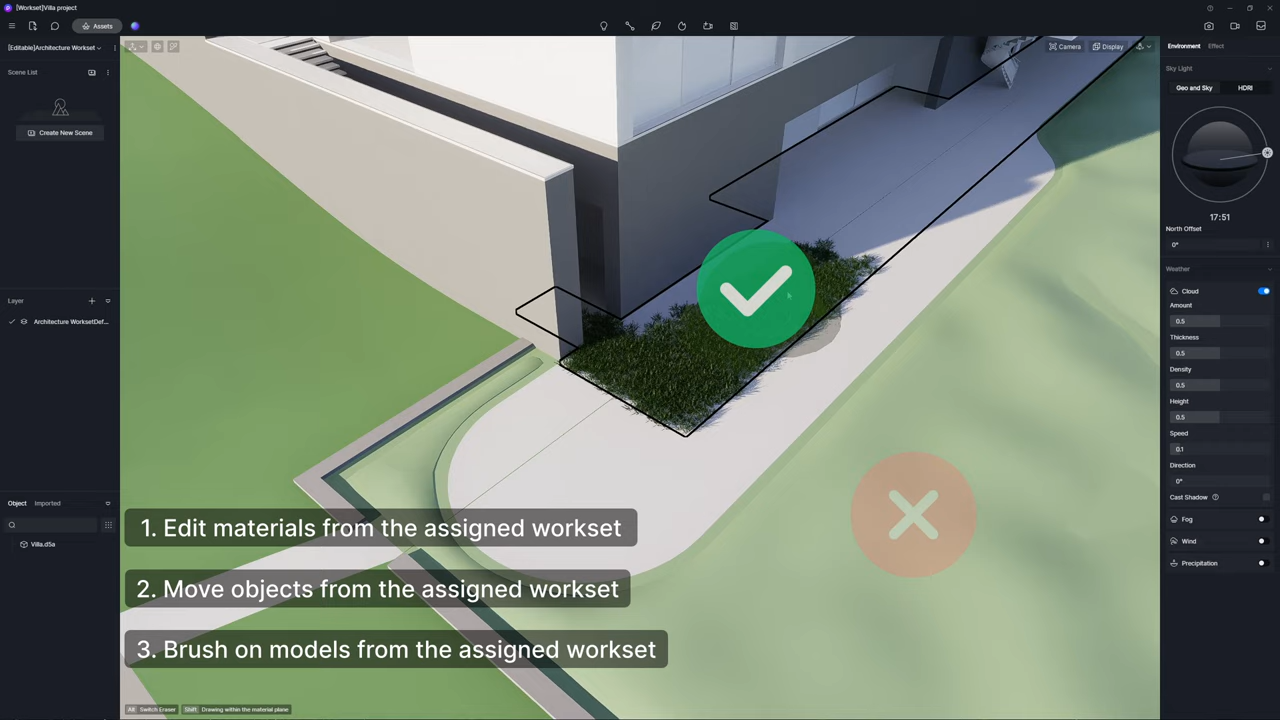 [Workset]Villa project
Assets
[Editable]Architecture Workset
Camera
Display
Environment
Effect
Scene List
Sky Light
Geo and Sky
HDRI
Create New Scene
17:51
North Offset
0°
Weather
Cloud
Amount
0.5
Thickness
0.5
Density
0.5
Height
0.5
Speed
0.1
Direction
0°
Cast Shadow
Fog
Wind
Precipitation
Layer
Architecture WorksetDef...
Object
Imported
Villa.d5a
1. Edit materials from the assigned workset
2. Move objects from the assigned workset
3. Brush on models from the assigned workset
Alt Switch Eraser Shift Drawing within the material plane